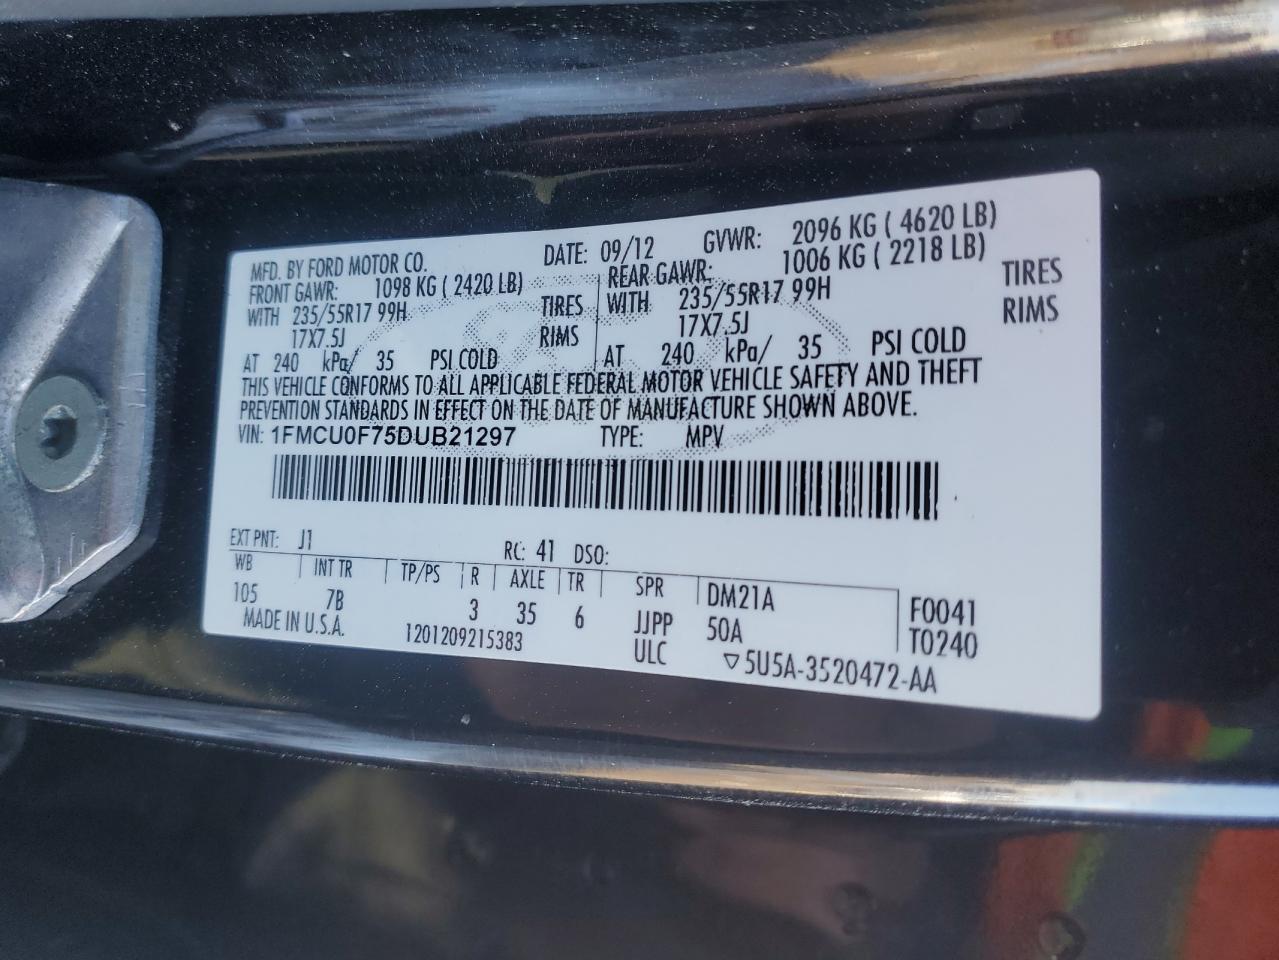 MFD. BY FORD MOTOR CO. DATE: 09/12 GVWR: 2096 KG ( 4620 LB)
FRONT GAWR: 1098 KG ( 2420 LB) REAR GAWR: 1006 KG ( 2218 LB)
WITH 235/55R17 99H TIRES WITH 235/55R17 99H TIRES
17X7.5J RIMS 17X7.5J RIMS
AT 240 kPa/ 35 PSI COLD AT 240 kPa/ 35 PSI COLD
THIS VEHICLE CONFORMS TO ALL APPLICABLE FEDERAL MOTOR VEHICLE SAFETY AND THEFT
PREVENTION STANDARDS IN EFFECT ON THE DATE OF MANUFACTURE SHOWN ABOVE.
VIN: 1FMCU0F75DUB21297 TYPE: MPV
EXT PNT: J1 RC: 41 DSO:
WB INT TR TP/PS R AXLE TR SPR DM21A F0041
105 7B 3 35 6 JJPP 50A T0240
MADE IN U.S.A. 1201209215383 ULC ▽5U5A-3520472-AA